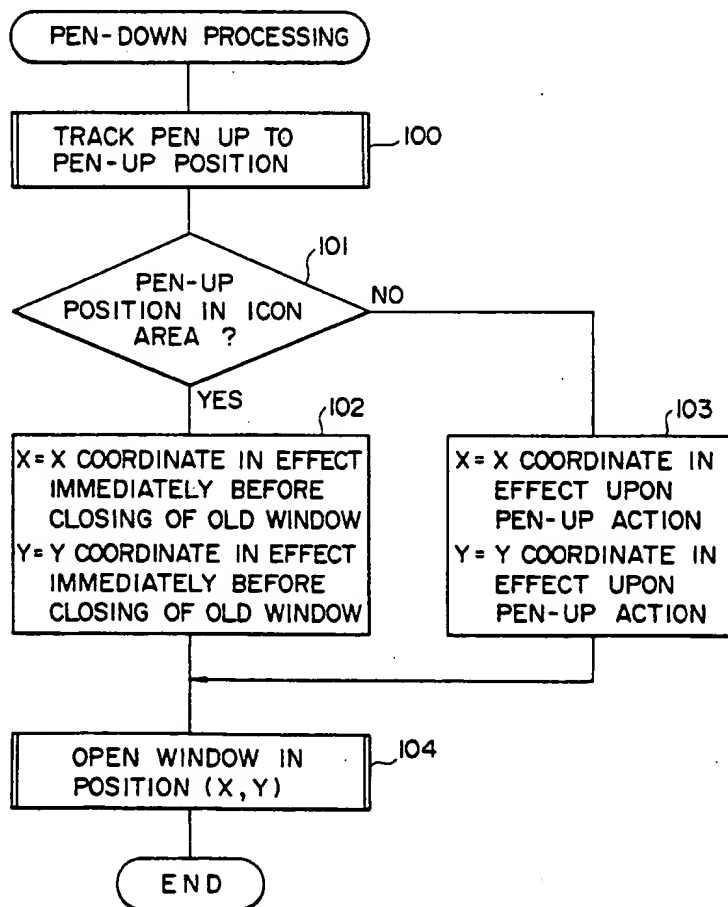 PEN-DOWN PROCESSING
TRACK PEN UP TO
PEN-UP POSITION
100
101
PEN-UP
POSITION IN ICON
AREA ?
NO
YES
102
X = X COORDINATE IN EFFECT
IMMEDIATELY BEFORE
CLOSING OF OLD WINDOW
Y = Y COORDINATE IN EFFECT
IMMEDIATELY BEFORE
CLOSING OF OLD WINDOW
103
X = X COORDINATE IN
EFFECT UPON
PEN-UP ACTION
Y = Y COORDINATE IN
EFFECT UPON
PEN-UP ACTION
OPEN WINDOW IN
POSITION (X,Y)
104
END